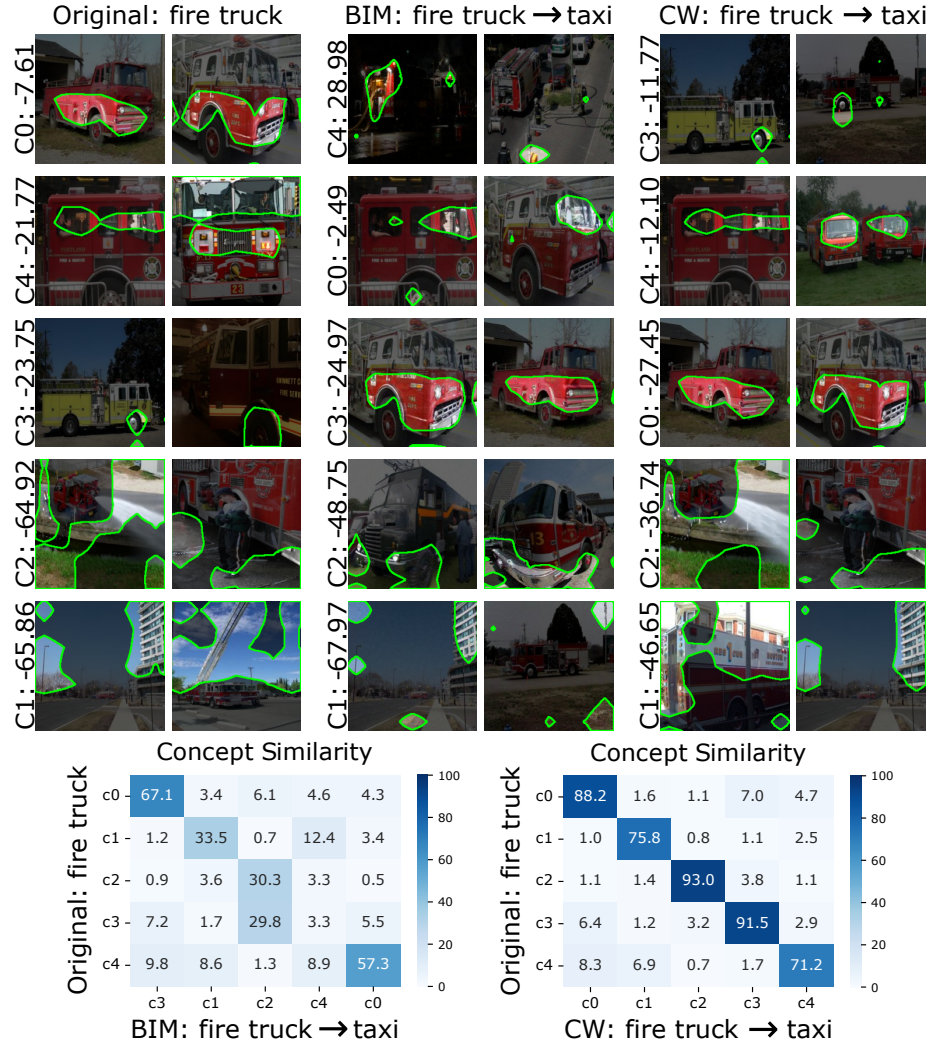 Original: fire truck BIM: fire truck → taxi CW: fire truck → taxi
C0: -7.61 C4: 28.98 C3: -11.77
C4: -21.77 C0: -2.49 C4: -12.10
23
C3: -23.75 C3: -24.97 C0: -27.45
C2: -64.92 C2: -48.75 C2: -36.74
13
C1: -65.86 C1: -67.97 C1: -46.65
Concept Similarity Concept Similarity
Original: fire truck
c0 67.1 3.4 6.1 4.6 4.3
c1 1.2 33.5 0.7 12.4 3.4
c2 0.9 3.6 30.3 3.3 0.5
c3 7.2 1.7 29.8 3.3 5.5
c4 9.8 8.6 1.3 8.9 57.3
c3 c1 c2 c4 c0
100
80
60
40
20
0
BIM: fire truck → taxi
Original: fire truck
c0 88.2 1.6 1.1 7.0 4.7
c1 1.0 75.8 0.8 1.1 2.5
c2 1.1 1.4 93.0 3.8 1.1
c3 6.4 1.2 3.2 91.5 2.9
c4 8.3 6.9 0.7 1.7 71.2
c0 c1 c2 c3 c4
100
80
60
40
20
0
CW: fire truck → taxi